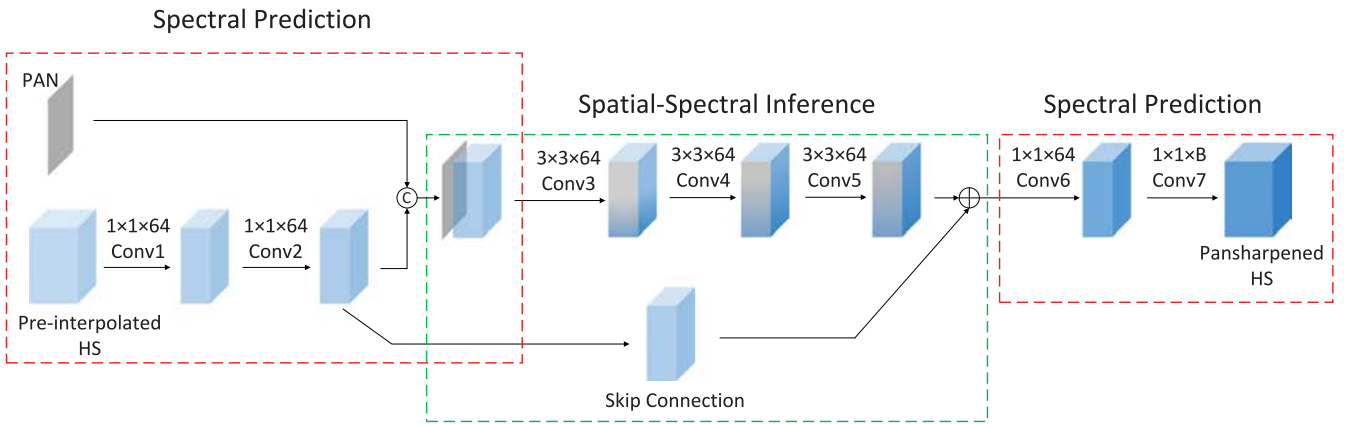 Spectral Prediction
PAN
Pre-interpolated
HS
1×1×64
Conv1
1×1×64
Conv2
C
Spatial-Spectral Inference
3×3×64
Conv3
3×3×64
Conv4
3×3×64
Conv5
Skip Connection
Spectral Prediction
1×1×64
Conv6
1×1×B
Conv7
Pansharpened
HS